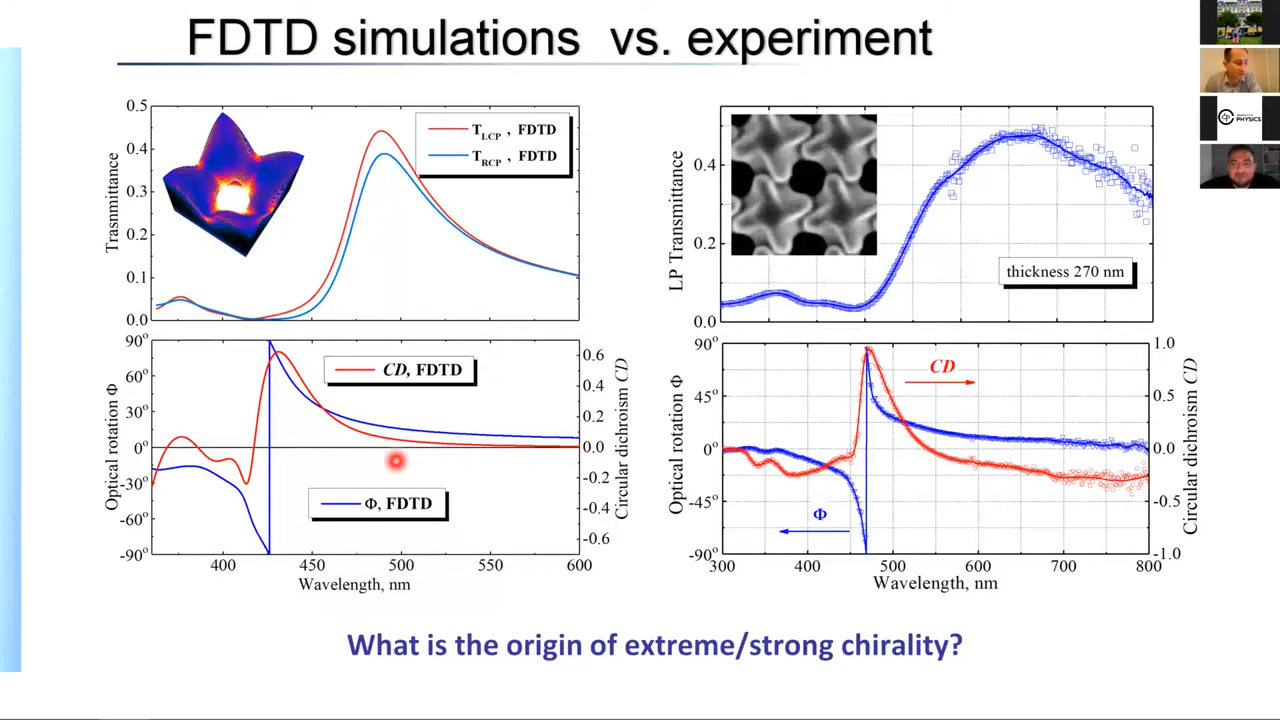 FDTD simulations vs. experiment
0.5
0.4
0.3
0.2
0.1
0.0
Trasnmittance
T LCP , FDTD
T RCP , FDTD
90°
60°
30°
0°
-30°
-60°
-90°
Optical rotation Φ
CD, FDTD
Φ, FDTD
0.6
0.4
0.2
0.0
-0.2
-0.4
-0.6
Circular dichroism CD
400 450 500 550 600
Wavelength, nm
0.4
0.2
0.0
LP Transmittance
thickness 270 nm
90°
45°
0°
-45°
-90°
Optical rotation Φ
CD
Φ
1.0
0.5
0.0
-0.5
-1.0
Circular dichroism CD
300 400 500 600 700 800
Wavelength, nm
What is the origin of extreme/strong chirality?
PHYSICS